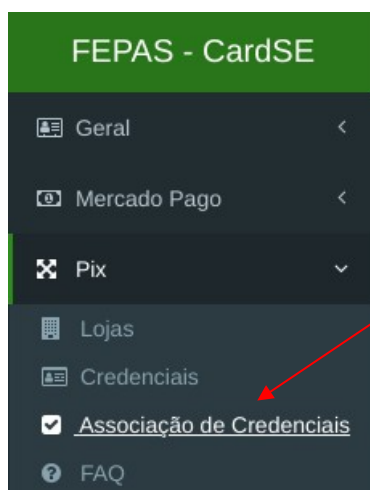 FEPAS - CardSE
Geral
Mercado Pago
Pix
Lojas
Credenciais
Associação de Credenciais
FAQ